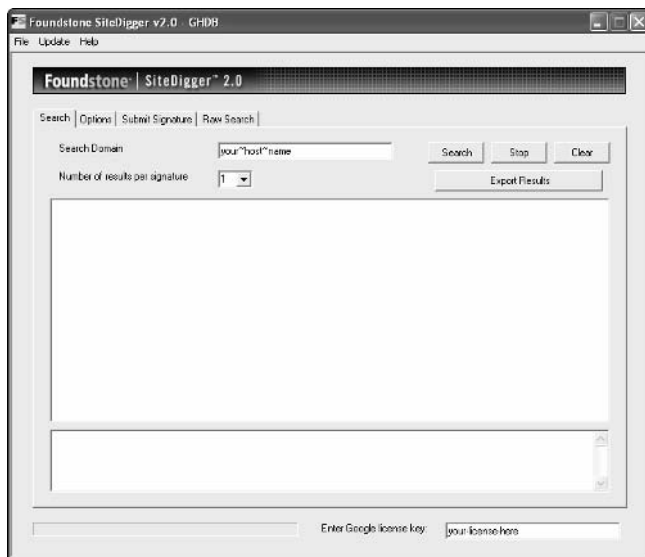 Foundstone SiteDigger v2.0 - GHDB
File Update Help
Foundstone | SiteDigger™ 2.0
Search Options Submit Signature Raw Search
Search Domain your~host~name Search Stop Clear
Number of results per signature 1 Export Results
Enter Google license key: your-license-here